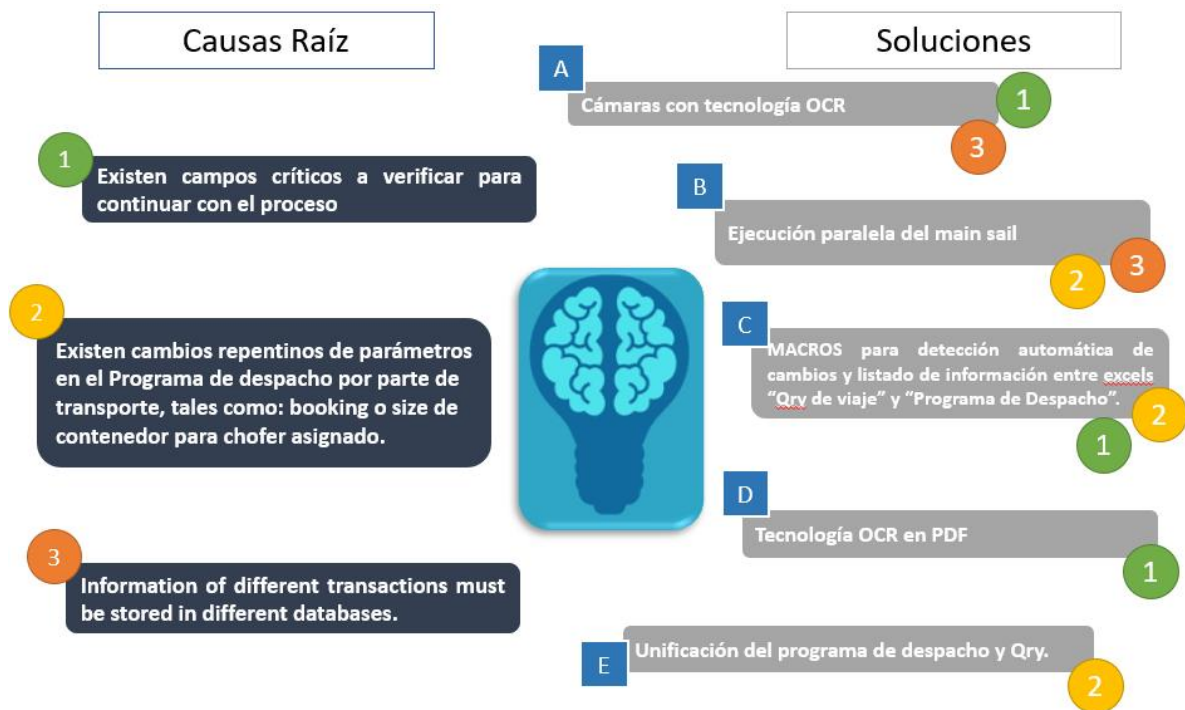 Causas Raíz
1
Existen campos críticos a verificar para
continuar con el proceso
2
Existen cambios repentinos de parámetros
en el Programa de despacho por parte de
transporte, tales como: booking o size de
contenedor para chofer asignado.
3
Information of different transactions must
be stored in different databases.
Soluciones
A
Cámaras con tecnología OCR
1
3
B
Ejecución paralela del main sail
2
3
C
MACROS para detección automática de
cambios y listado de información entre excels
“Qry de viaje” y “Programa de Despacho”.
2
1
D
Tecnología OCR en PDF
1
E
Unificación del programa de despacho y Qry.
2